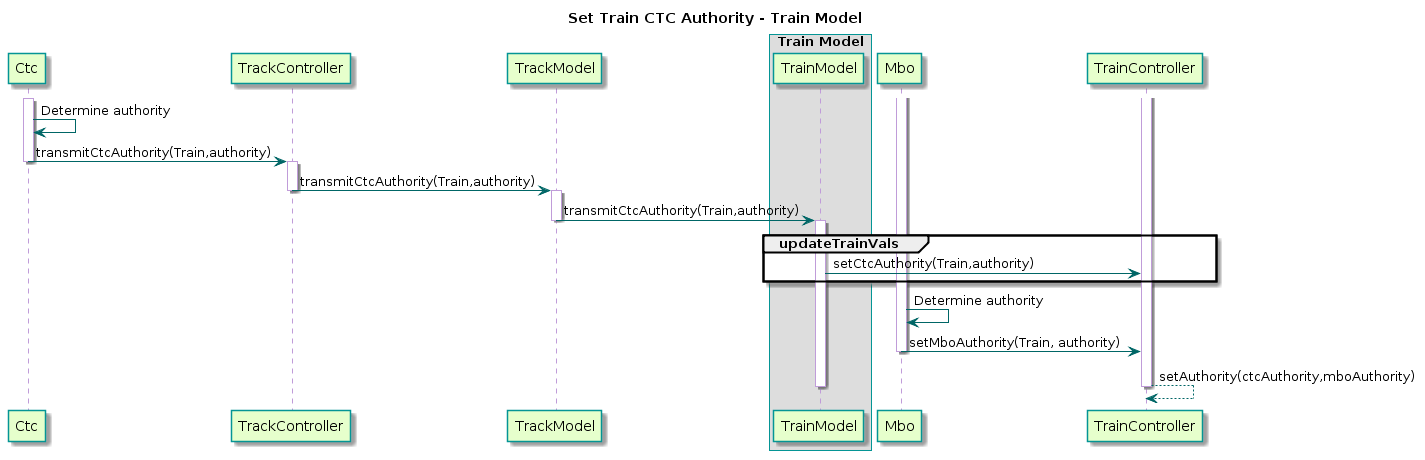 Set Train CTC Authority - Train Model
Train Model
Ctc
TrackController
TrackModel
TrainModel
Mbo
TrainController
Determine authority
transmitCtcAuthority(Train,authority)
transmitCtcAuthority(Train,authority)
transmitCtcAuthority(Train,authority)
updateTrainVals
setCtcAuthority(Train,authority)
Determine authority
setMboAuthority(Train, authority)
setAuthority(ctcAuthority,mboAuthority)
Ctc
TrackController
TrackModel
TrainModel
Mbo
TrainController